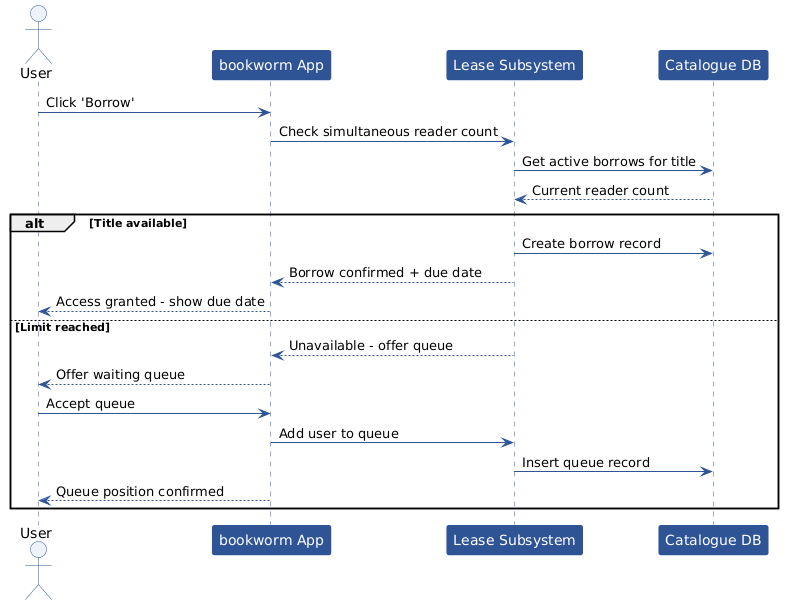 User
bookworm App
Lease Subsystem
Catalogue DB
Click 'Borrow'
Check simultaneous reader count
Get active borrows for title
Current reader count
alt
[Title available]
Create borrow record
Borrow confirmed + due date
Access granted - show due date
[Limit reached]
Unavailable - offer queue
Offer waiting queue
Accept queue
Add user to queue
Insert queue record
Queue position confirmed
User
bookworm App
Lease Subsystem
Catalogue DB